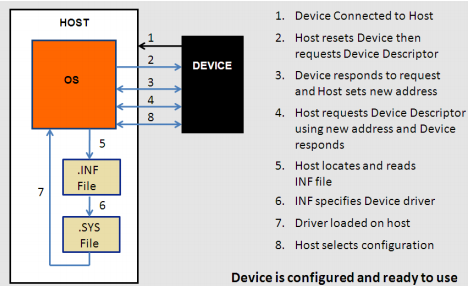 HOST
OS
DEVICE
1
2
3
4
8
5
.INF
File
6
7
.SYS
File
1. Device Connected to Host
2. Host resets Device then
requests Device Descriptor
3. Device responds to request
and Host sets new address
4. Host requests Device Descriptor
using new address and Device
responds
5. Host locates and reads
INF file
6. INF specifies Device driver
7. Driver loaded on host
8. Host selects configuration
Device is configured and ready to use